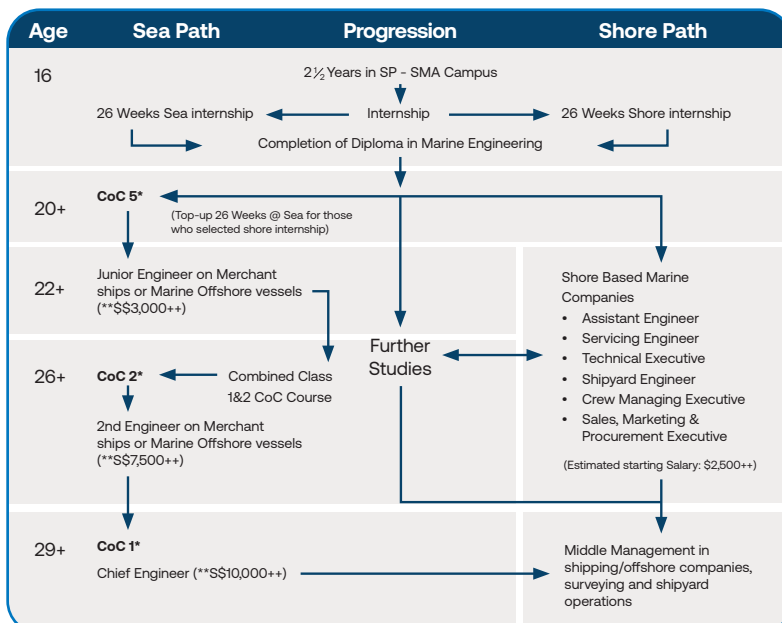 Age Sea Path Progression Shore Path
16
2½ Years in SP - SMA Campus
26 Weeks Sea internship Internship 26 Weeks Shore internship
Completion of Diploma in Marine Engineering
20+
CoC 5*
(Top-up 26 Weeks @ Sea for those
who selected shore internship)
22+
Junior Engineer on Merchant
ships or Marine Offshore vessels
(**S$3,000++)
Shore Based Marine
Companies
• Assistant Engineer
• Servicing Engineer
• Technical Executive
• Shipyard Engineer
• Crew Managing Executive
• Sales, Marketing &
Procurement Executive
(Estimated starting Salary: $2,500++)
Further
Studies
26+
CoC 2*
Combined Class
1&2 CoC Course
2nd Engineer on Merchant
ships or Marine Offshore vessels
(**S$7,500++)
29+
CoC 1*
Chief Engineer (**S$10,000++)
Middle Management in
shipping/offshore companies,
surveying and shipyard
operations